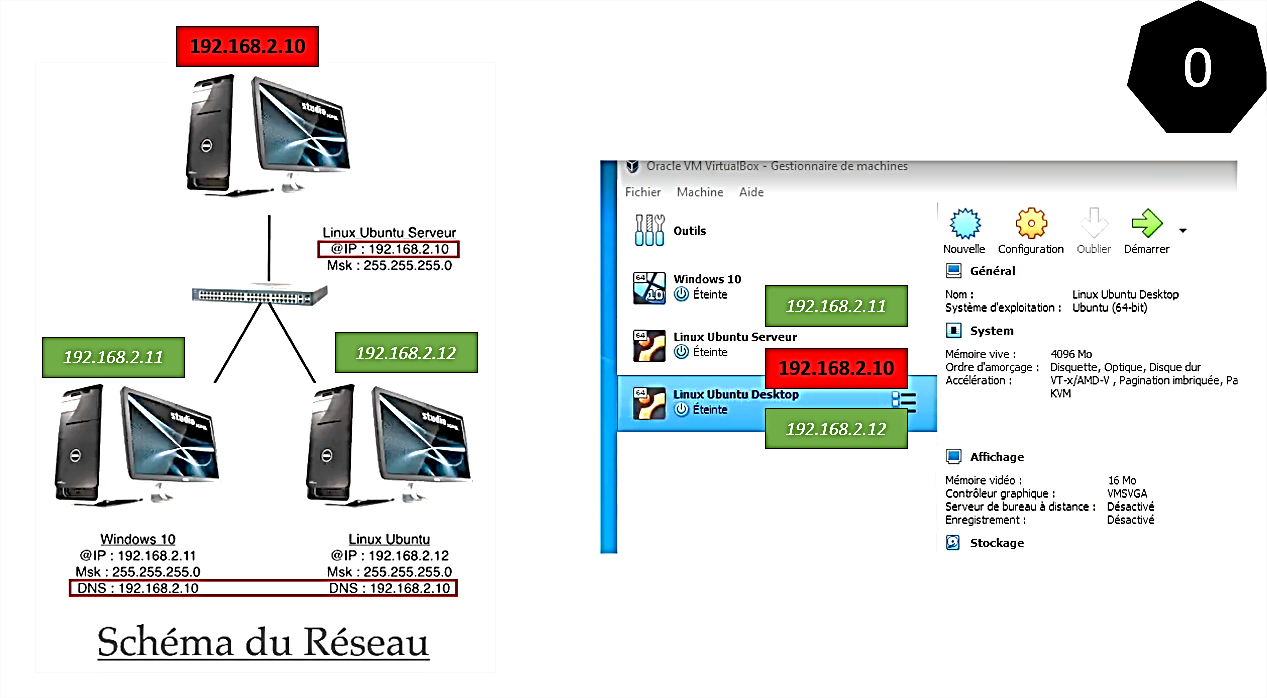 192.168.2.10
0
studio
Linux Ubuntu Serveur
@IP : 192.168.2.10
Msk : 255.255.255.0
192.168.2.11
192.168.2.12
studio
studio
Windows 10
@IP : 192.168.2.11
Msk : 255.255.255.0
DNS : 192.168.2.10
Linux Ubuntu
@IP : 192.168.2.12
Msk : 255.255.255.0
DNS : 192.168.2.10
Schéma du Réseau
Oracle VM VirtualBox - Gestionnaire de machines
Fichier Machine Aide
Outils
64
10
Windows 10
Éteinte
192.168.2.11
64
Linux Ubuntu Serveur
Éteinte
192.168.2.10
64
Linux Ubuntu Desktop
Éteinte
192.168.2.12
Nouvelle Configuration Oublier Démarrer
Général
Nom : Linux Ubuntu Desktop
Système d'exploitation : Ubuntu (64-bit)
System
Mémoire vive : 4096 Mo
Ordre d'amorçage : Disquette, Optique, Disque dur
Accélération : VT-x/AMD-V , Pagination imbriquée, Pa
KVM
Affichage
Mémoire vidéo : 16 Mo
Contrôleur graphique : VMSVGA
Serveur de bureau à distance : Désactivé
Enregistrement : Désactivé
Stockage